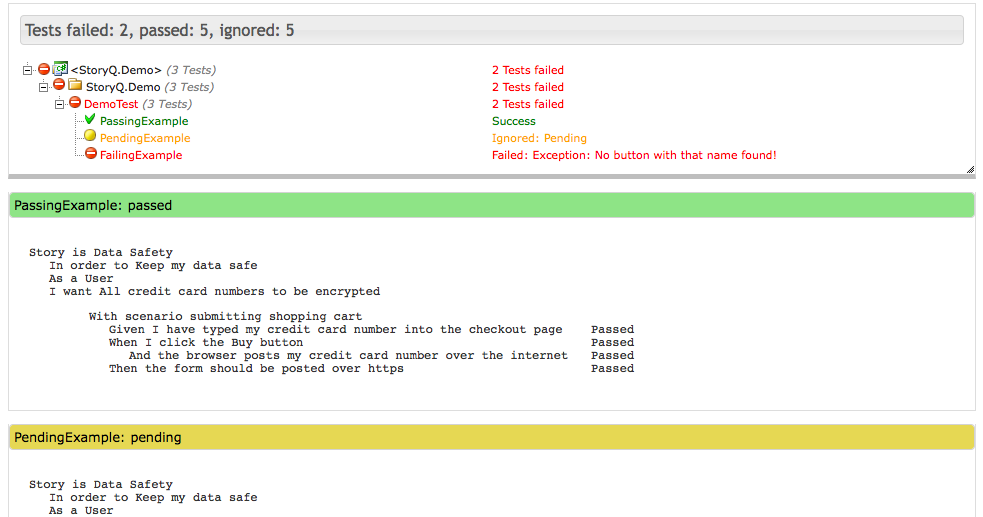 Tests failed: 2, passed: 5, ignored: 5
<StoryQ.Demo> (3 Tests) 2 Tests failed
StoryQ.Demo (3 Tests) 2 Tests failed
DemoTest (3 Tests) 2 Tests failed
PassingExample Success
PendingExample Ignored: Pending
FailingExample Failed: Exception: No button with that name found!
PassingExample: passed
Story is Data Safety
In order to Keep my data safe
As a User
I want All credit card numbers to be encrypted
With scenario submitting shopping cart
Given I have typed my credit card number into the checkout page Passed
When I click the Buy button Passed
And the browser posts my credit card number over the internet Passed
Then the form should be posted over https Passed
PendingExample: pending
Story is Data Safety
In order to Keep my data safe
As a User